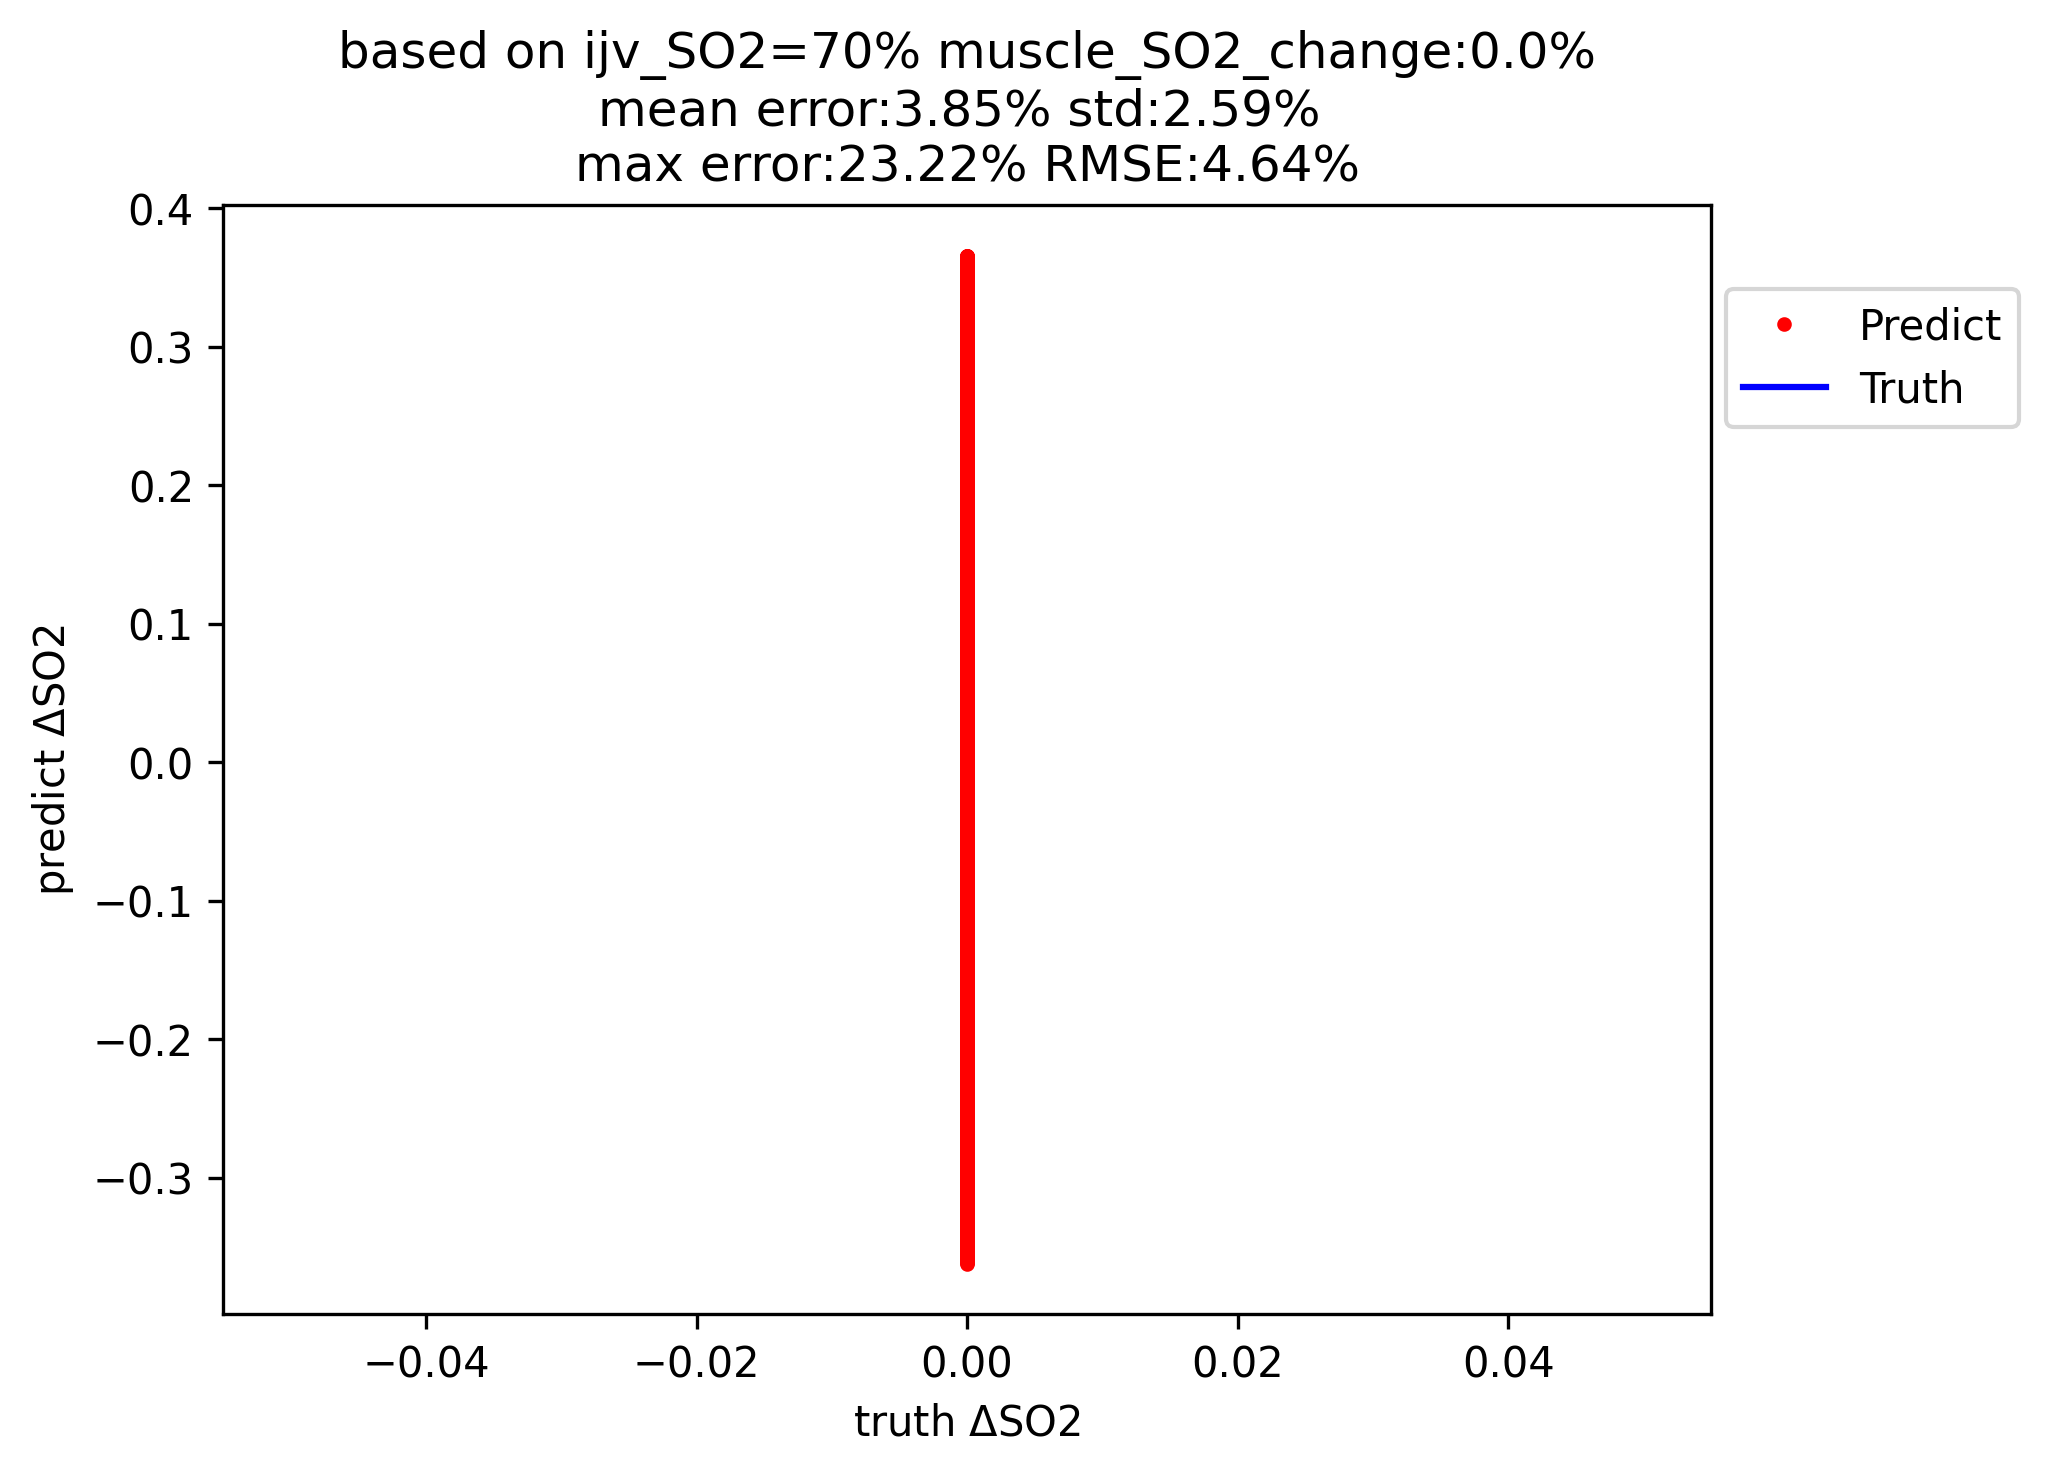 based on ijv_SO2=70% muscle_SO2_change:0.0%
mean error:3.85% std:2.59%
max error:23.22% RMSE:4.64%
0.4
0.3
0.2
0.1
0.0
−0.1
−0.2
−0.3
predict ΔSO2
−0.04
−0.02
0.00
0.02
0.04
truth ΔSO2
Predict
Truth